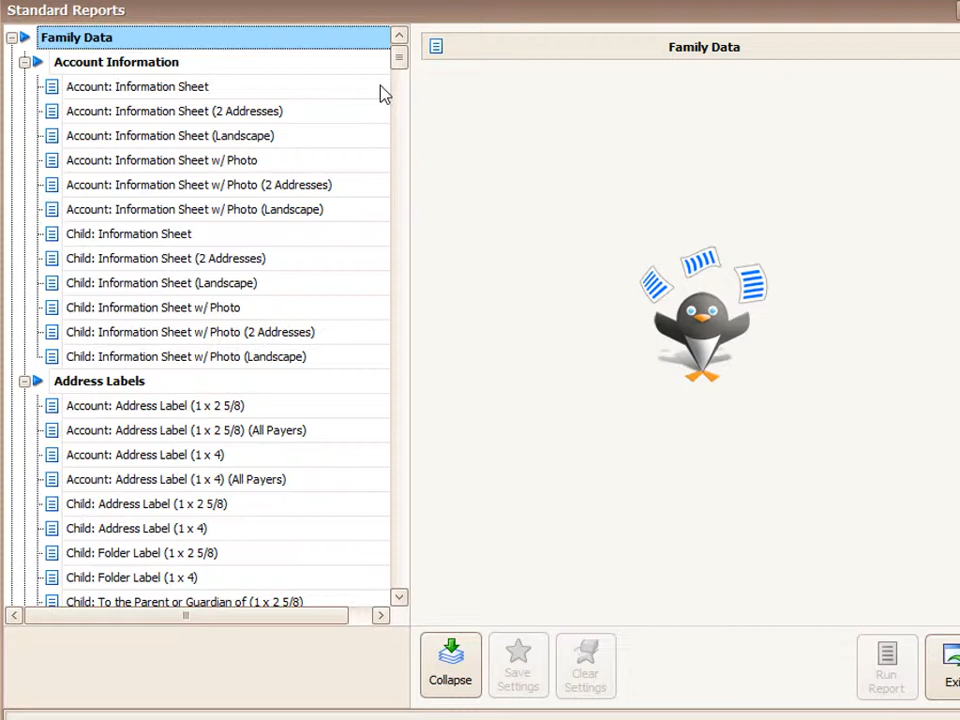 Standard Reports
Family Data
Account Information
Account: Information Sheet
Account: Information Sheet (2 Addresses)
Account: Information Sheet (Landscape)
Account: Information Sheet w/ Photo
Account: Information Sheet w/ Photo (2 Addresses)
Account: Information Sheet w/ Photo (Landscape)
Child: Information Sheet
Child: Information Sheet (2 Addresses)
Child: Information Sheet (Landscape)
Child: Information Sheet w/ Photo
Child: Information Sheet w/ Photo (2 Addresses)
Child: Information Sheet w/ Photo (Landscape)
Address Labels
Account: Address Label (1 x 2 5/8)
Account: Address Label (1 x 2 5/8) (All Payers)
Account: Address Label (1 x 4)
Account: Address Label (1 x 4) (All Payers)
Child: Address Label (1 x 2 5/8)
Child: Address Label (1 x 4)
Child: Folder Label (1 x 2 5/8)
Child: Folder Label (1 x 4)
Child: To the Parent or Guardian of (1 x 2 5/8)
Family Data
Collapse
Save
Settings
Clear
Settings
Run
Report
Exi